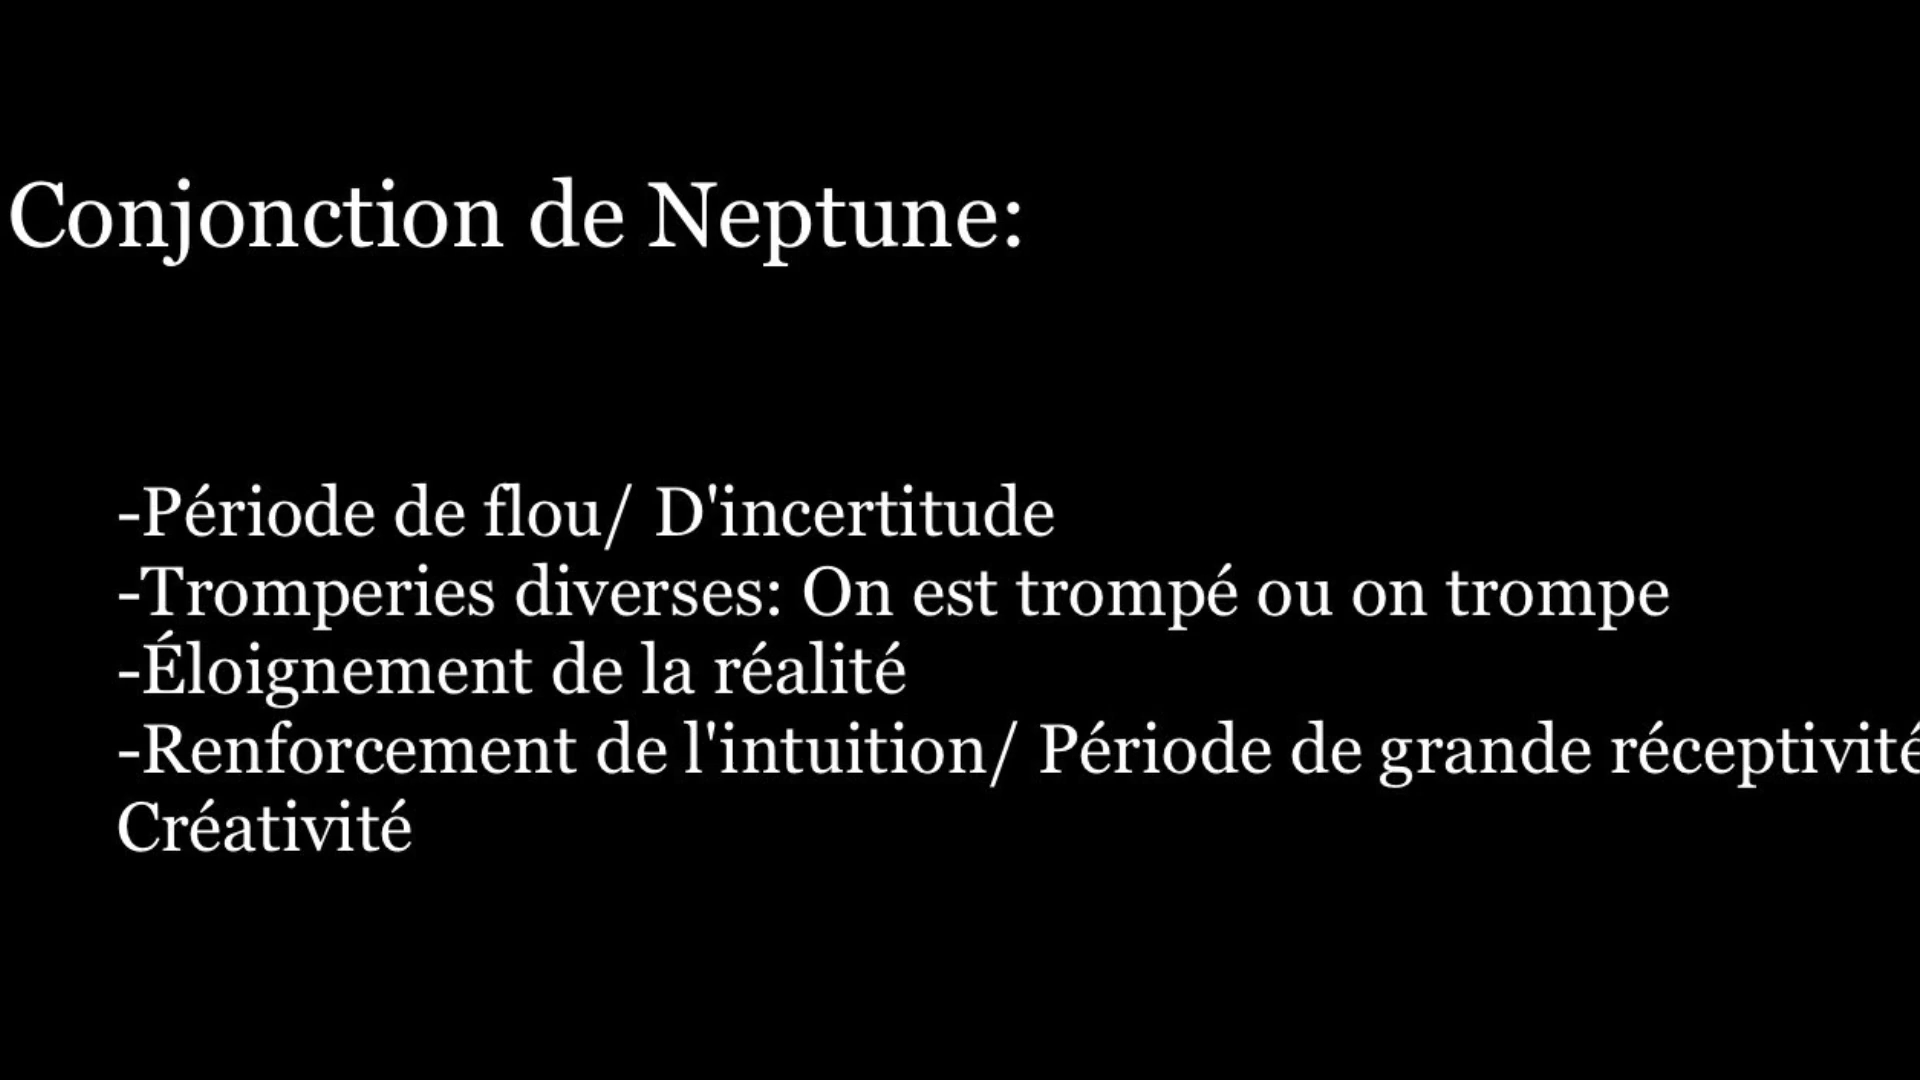 Conjonction de Neptune:
-Période de flou/ D'incertitude
-Tromperies diverses: On est trompé ou on trompe
-Éloignement de la réalité
-Renforcement de l'intuition/ Période de grande réceptivité
Créativité